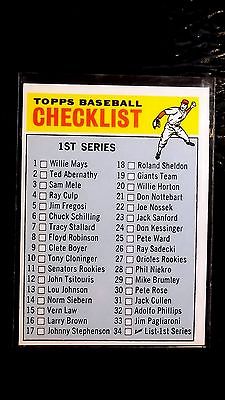 TOPPS BASEBALL
CHECKLIST
1ST SERIES
1 Willie Mays
2 Ted Abernathy
3 Sam Mele
4 Ray Culp
5 Jim Fregosi
6 Chuck Schilling
7 Tracy Stallard
8 Floyd Robinson
9 Clete Boyer
10 Tony Cloninger
11 Senators Rookies
12 John Tsitouris
13 Lou Johnson
14 Norm Siebern
15 Vern Law
16 Larry Brown
17 Johnny Stephenson
18 Roland Sheldon
19 Giants Team
20 Willie Horton
21 Don Nottebart
22 Joe Nossek
23 Jack Sanford
24 Don Kessinger
25 Pete Ward
26 Ray Sadecki
27 Orioles Rookies
28 Phil Niekro
29 Mike Brumley
30 Pete Rose
31 Jack Cullen
32 Adolfo Phillips
33 Jim Pagliaroni
34 List-1st Series